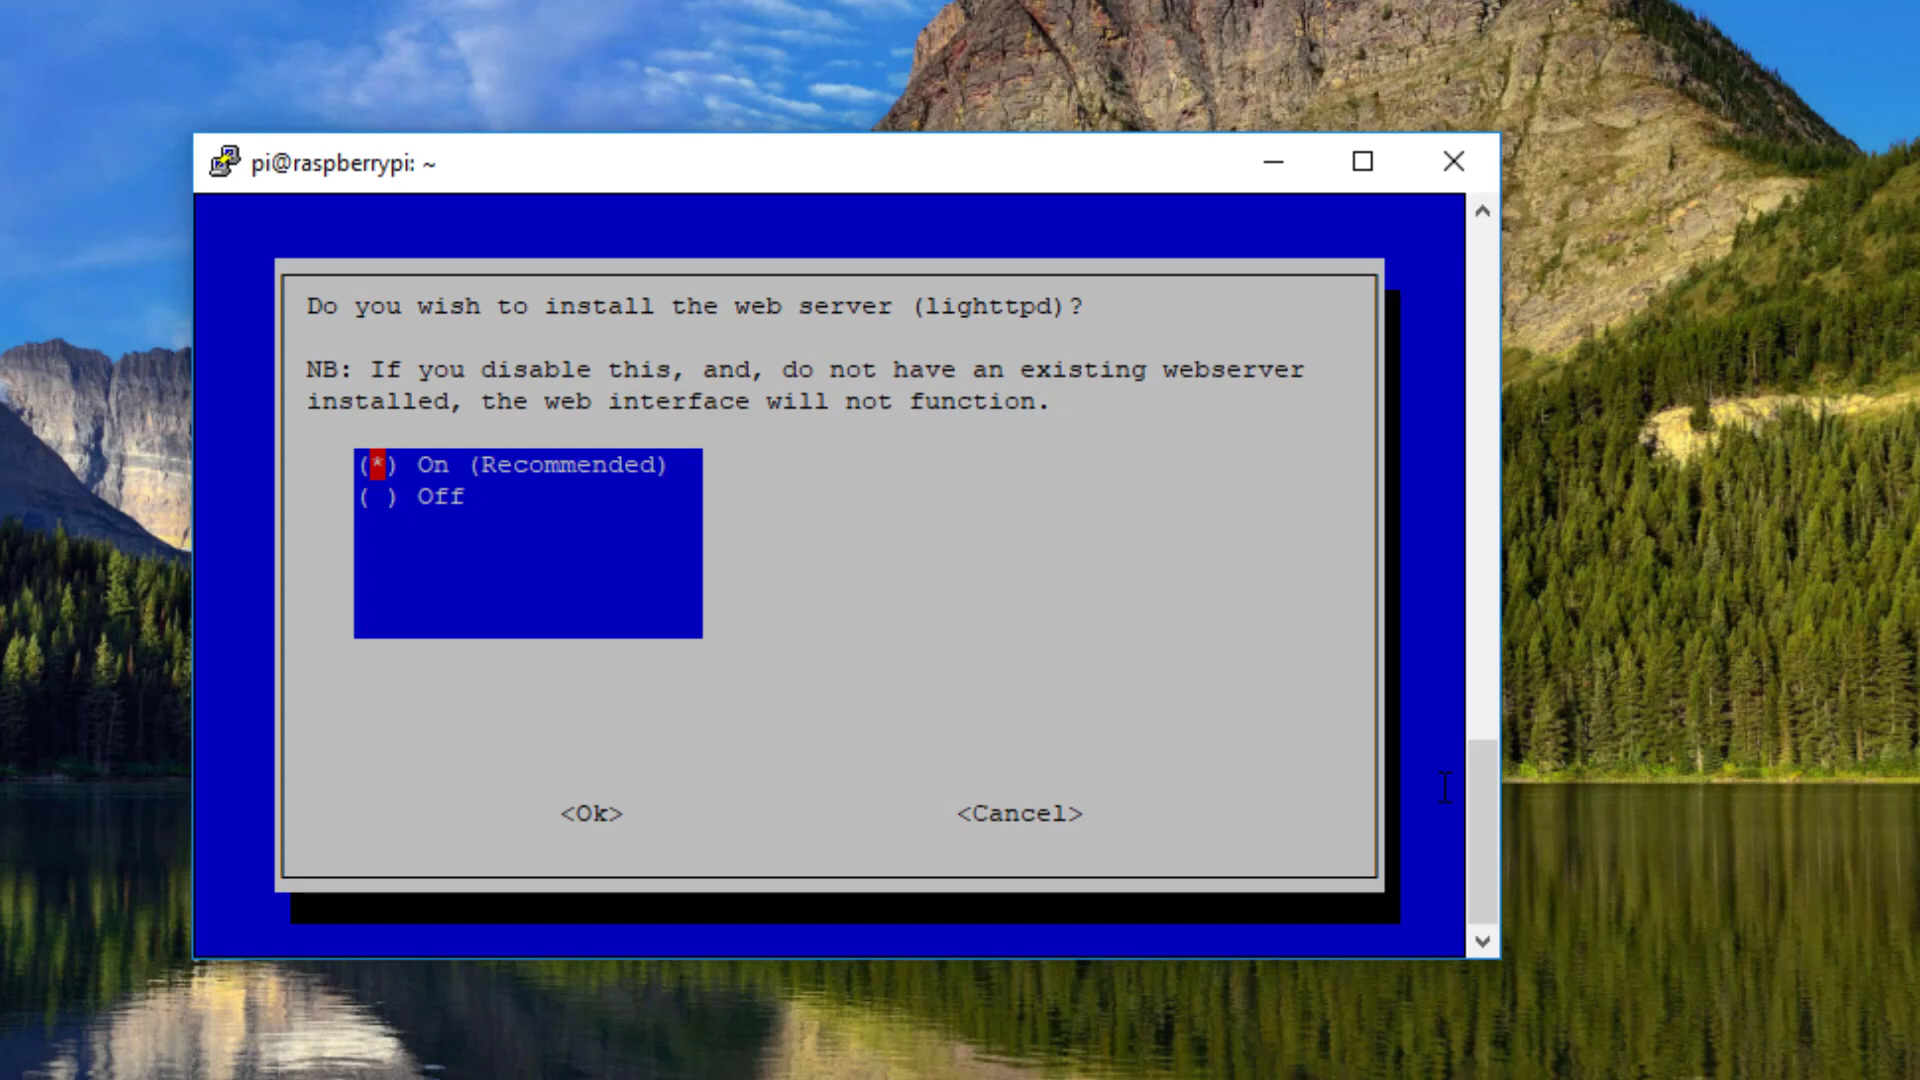 pi@raspberrypi: ~
Do you wish to install the web server (lighttpd)?
NB: If you disable this, and, do not have an existing webserver
installed, the web interface will not function.
(*) On (Recommended)
( ) Off
<Ok> <Cancel>